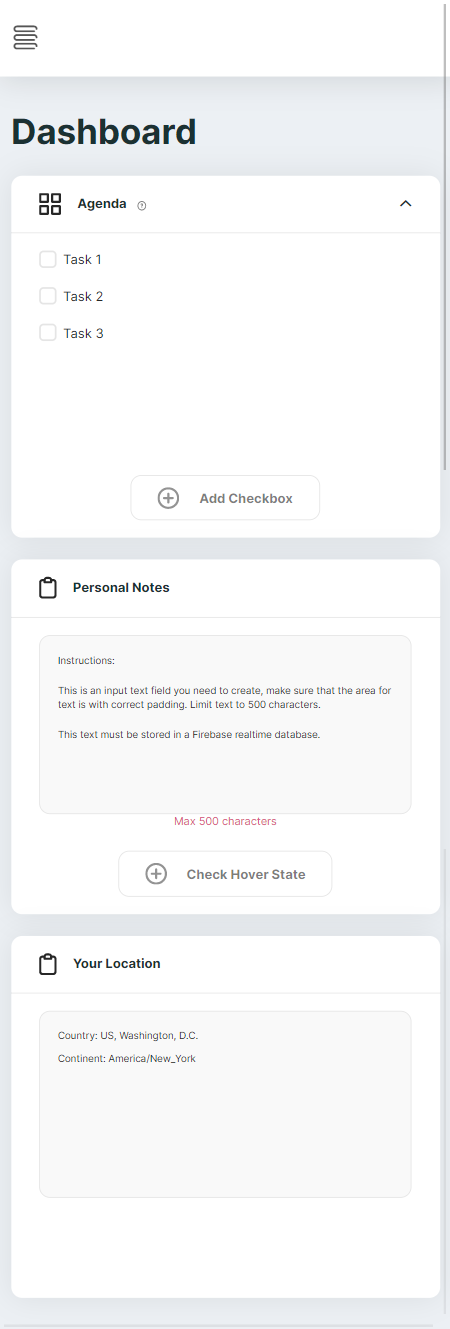 Dashboard
Agenda
Task 1
Task 2
Task 3
Add Checkbox
Personal Notes
Instructions:
This is an input text field you need to create, make sure that the area for
text is with correct padding. Limit text to 500 characters.
This text must be stored in a Firebase realtime database.
Max 500 characters
Check Hover State
Your Location
Country: US, Washington, D.C.
Continent: America/New_York